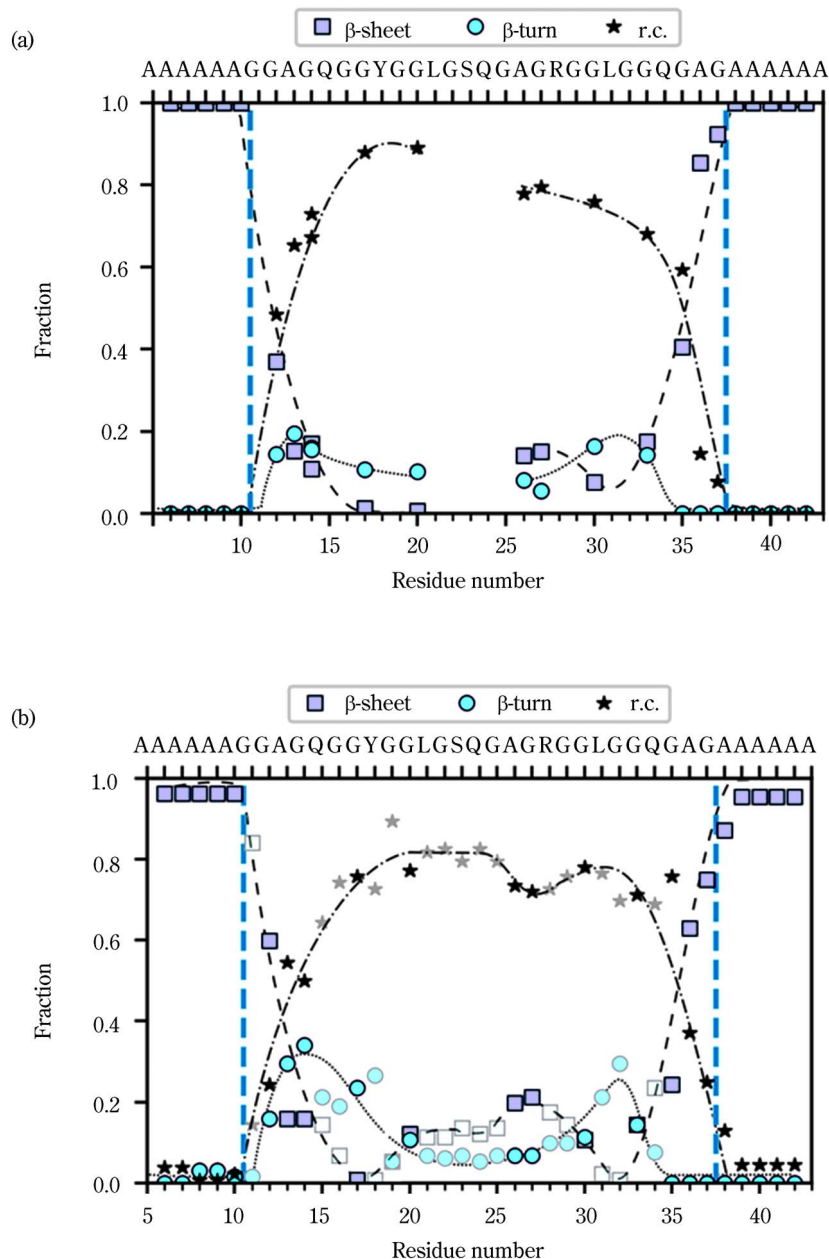 (a)
β-sheet β-turn r.c.
AAAAAAGGAGQGGYGGLGSQGAGRGGLGGQGAGAAAAAA
1.0
0.8
0.6
0.4
0.2
0.0
Fraction
10 15 20 25 30 35 40
Residue number
(b)
β-sheet β-turn r.c.
AAAAAAGGAGQGGYGGLGSQGAGRGGLGGQGAGAAAAAA
1.0
0.8
0.6
0.4
0.2
0.0
Fraction
5 10 15 20 25 30 35 40
Residue number